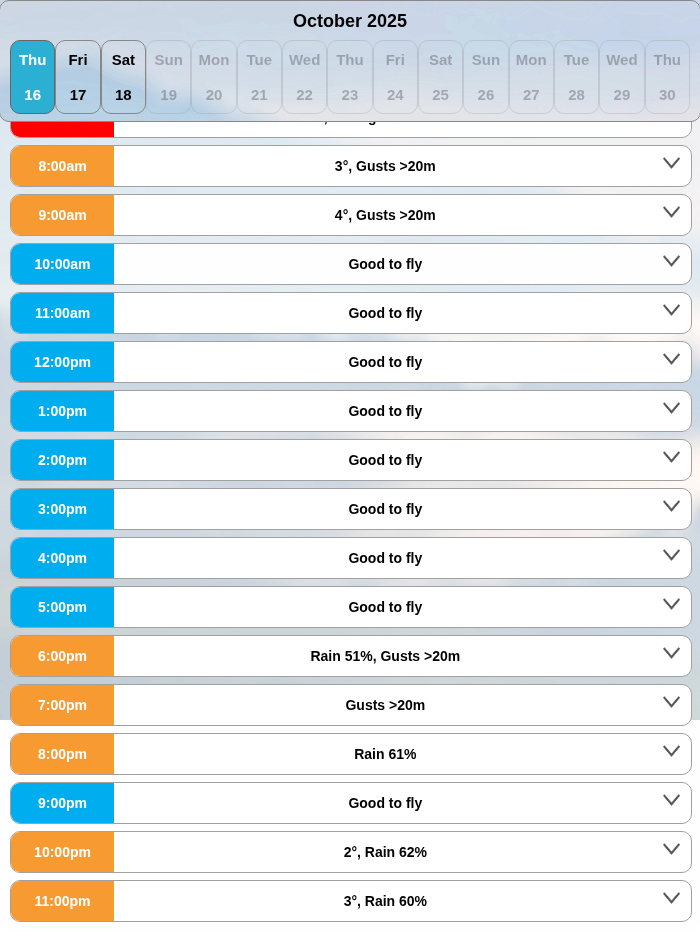 October 2025
Thu Fri Sat Sun Mon Tue Wed Thu Fri Sat Sun Mon Tue Wed Thu
16 17 18 19 20 21 22 23 24 25 26 27 28 29 30
8:00am 3°, Gusts >20m
9:00am 4°, Gusts >20m
10:00am Good to fly
11:00am Good to fly
12:00pm Good to fly
1:00pm Good to fly
2:00pm Good to fly
3:00pm Good to fly
4:00pm Good to fly
5:00pm Good to fly
6:00pm Rain 51%, Gusts >20m
7:00pm Gusts >20m
8:00pm Rain 61%
9:00pm Good to fly
10:00pm 2°, Rain 62%
11:00pm 3°, Rain 60%